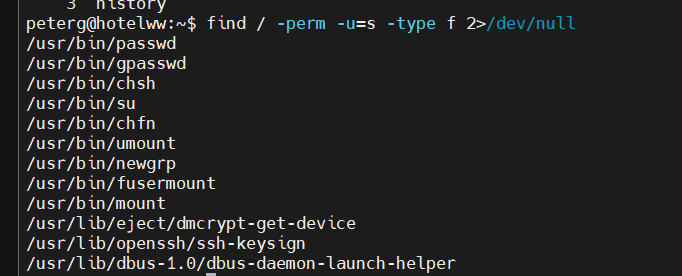 3  history
peterg@hotelww:~$ find / -perm -u=s -type f 2>/dev/null
/usr/bin/passwd
/usr/bin/gpasswd
/usr/bin/chsh
/usr/bin/su
/usr/bin/chfn
/usr/bin/umount
/usr/bin/newgrp
/usr/bin/fusermount
/usr/bin/mount
/usr/lib/eject/dmcrypt-get-device
/usr/lib/openssh/ssh-keysign
/usr/lib/dbus-1.0/dbus-daemon-launch-helper